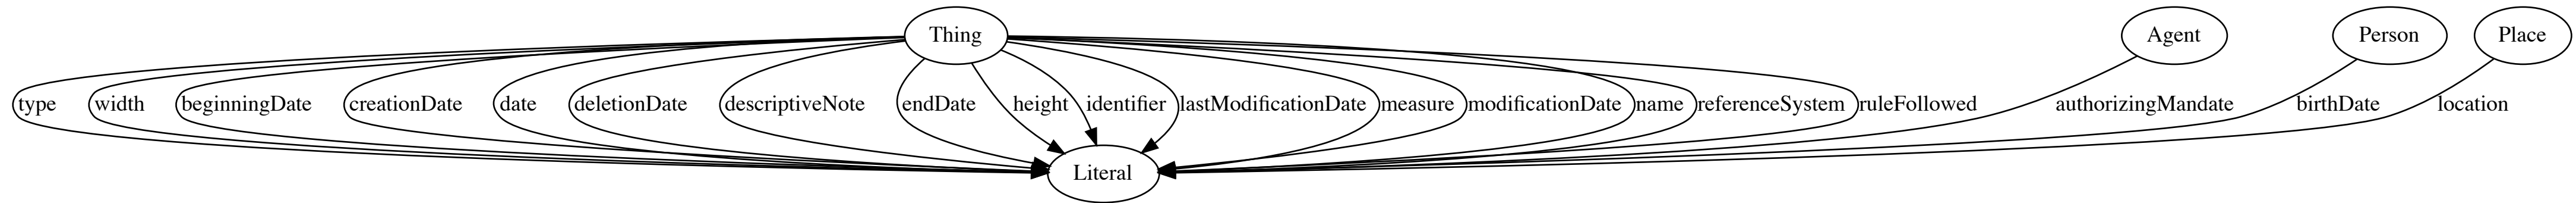 Thing Agent Person Place
type width beginningDate creationDate date deletionDate descriptiveNote endDate height identifier lastModificationDate measure modificationDate name referenceSystem ruleFollowed authorizingMandate birthDate location
Literal